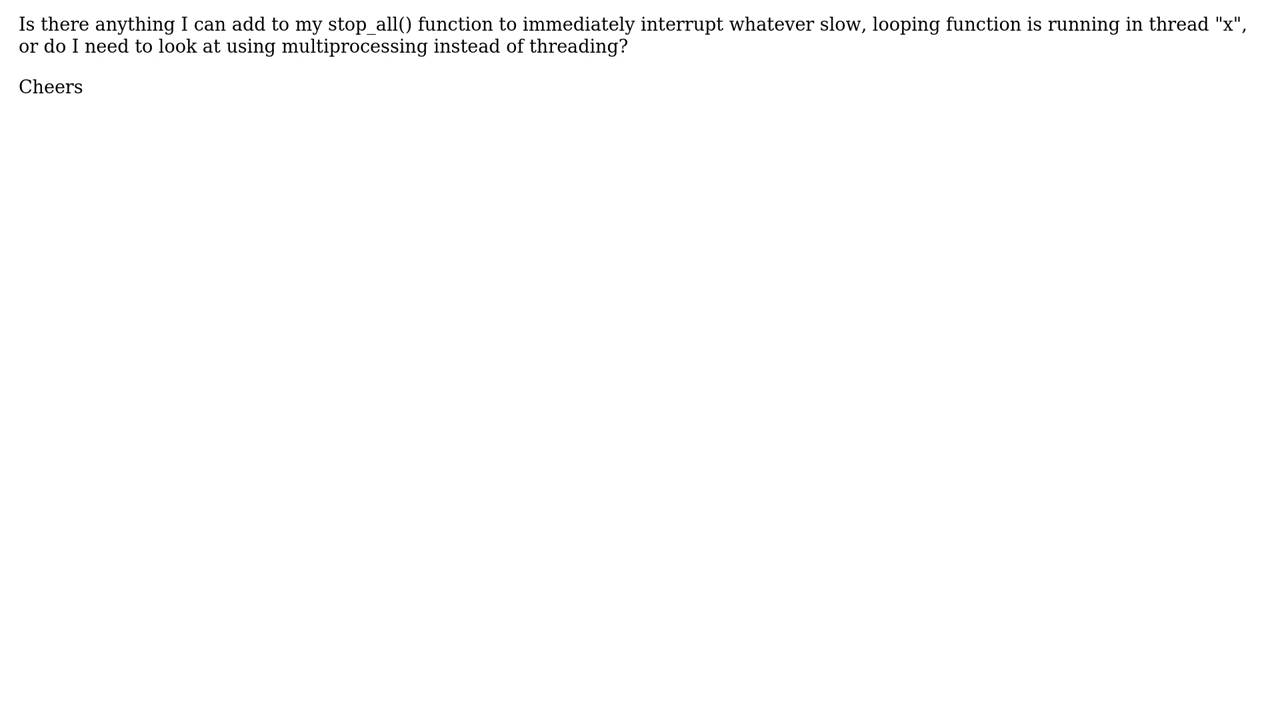 Is there anything I can add to my stop_all() function to immediately interrupt whatever slow, looping function is running in thread "x",
or do I need to look at using multiprocessing instead of threading?
Cheers